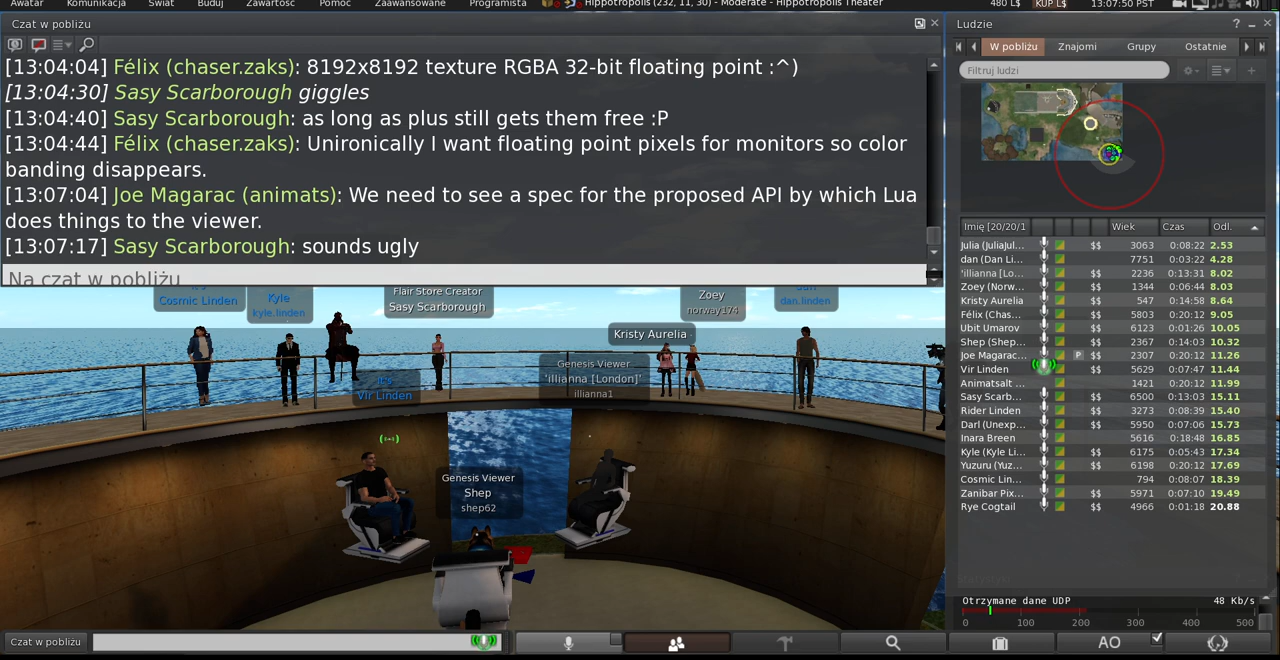 Awatar Komunikacja Świat Buduj Zawartość Pomoc Zaawansowane Programista Hippotropolis (232, 11, 30) - Moderate - Hippotropolis Theater 480 L$ KUP L$ 13:07:50 PST
Czat w pobliżu
[13:04:04] Félix (chaser.zaks): 8192x8192 texture RGBA 32-bit floating point :^)
[13:04:30] Sasy Scarborough giggles
[13:04:40] Sasy Scarborough: as long as plus still gets them free :P
[13:04:44] Félix (chaser.zaks): Unironically I want floating point pixels for monitors so color
banding disappears.
[13:07:04] Joe Magarac (animats): We need to see a spec for the proposed API by which Lua
does things to the viewer.
[13:07:17] Sasy Scarborough: sounds ugly
Na czat w pobliżu
It's
Cosmic Linden
Kyle
kyle.linden
Flair Store Creator
Sasy Scarborough
Zoey
norway174
dan.linden
Kristy Aurelia
Genesis Viewer
'illianna [London]'
illianna1
It's
Vir Linden
Genesis Viewer
Shep
shep62
Czat w pobliżu
Ludzie
W pobliżu Znajomi Grupy Ostatnie
Filtruj ludzi
Imię [20/20/1 Wiek Czas Odl.
Julia (JuliaJul... $$ 3063 0:08:22 2.53
dan (Dan Li... 7751 0:03:22 4.28
'illianna [Lo... $$ 2236 0:13:31 8.02
Zoey (Norw... $$ 1344 0:06:44 8.03
Kristy Aurelia $$ 547 0:14:58 8.64
Félix (Chas... $$ 5803 0:20:12 9.05
Ubit Umarov $$ 6123 0:01:26 10.05
Shep (Shep... $$ 2367 0:14:03 10.32
Joe Magarac... P $$ 2307 0:20:12 11.26
Vir Linden $$ 5629 0:07:47 11.44
Animatsalt ... 1421 0:20:12 11.99
Sasy Scarb... $$ 6500 0:13:03 15.11
Rider Linden $$ 3273 0:08:39 15.40
Darl (Unexp... $$ 5950 0:07:06 15.73
Inara Breen 5616 0:18:48 16.85
Kyle (Kyle Li... $$ 6175 0:05:43 17.34
Yuzuru (Yuz... $$ 6198 0:20:12 17.69
Cosmic Lin... 794 0:08:07 18.39
Zanibar Pix... $$ 5971 0:07:10 19.49
Rye Cogtail $$ 4966 0:01:18 20.88
Otrzymane dane UDP 48 Kb/s
0 100 200 300 400 500
AO